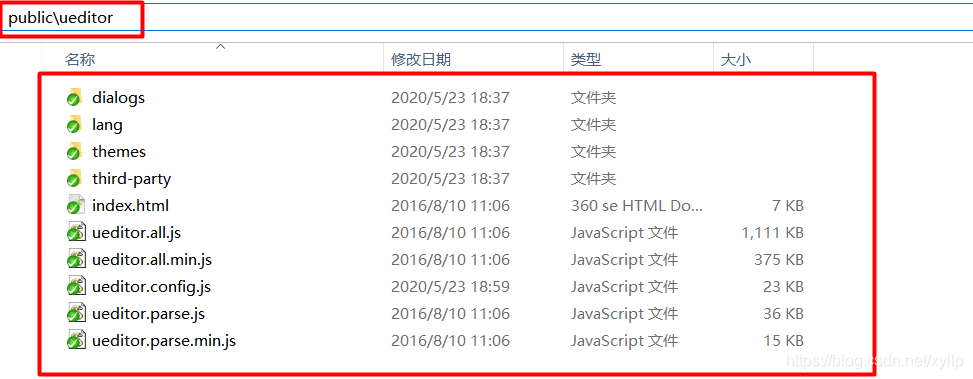 public\ueditor
名称 修改日期 类型 大小
dialogs 2020/5/23 18:37 文件夹
lang 2020/5/23 18:37 文件夹
themes 2020/5/23 18:37 文件夹
third-party 2020/5/23 18:37 文件夹
index.html 2016/8/10 11:06 360 se HTML Do... 7 KB
ueditor.all.js 2016/8/10 11:06 JavaScript 文件 1,111 KB
ueditor.all.min.js 2016/8/10 11:06 JavaScript 文件 375 KB
ueditor.config.js 2020/5/23 18:59 JavaScript 文件 23 KB
ueditor.parse.js 2016/8/10 11:06 JavaScript 文件 36 KB
ueditor.parse.min.js 2016/8/10 11:06 JavaScript 文件 15 KB
https://blog.csdn.net/xyllp